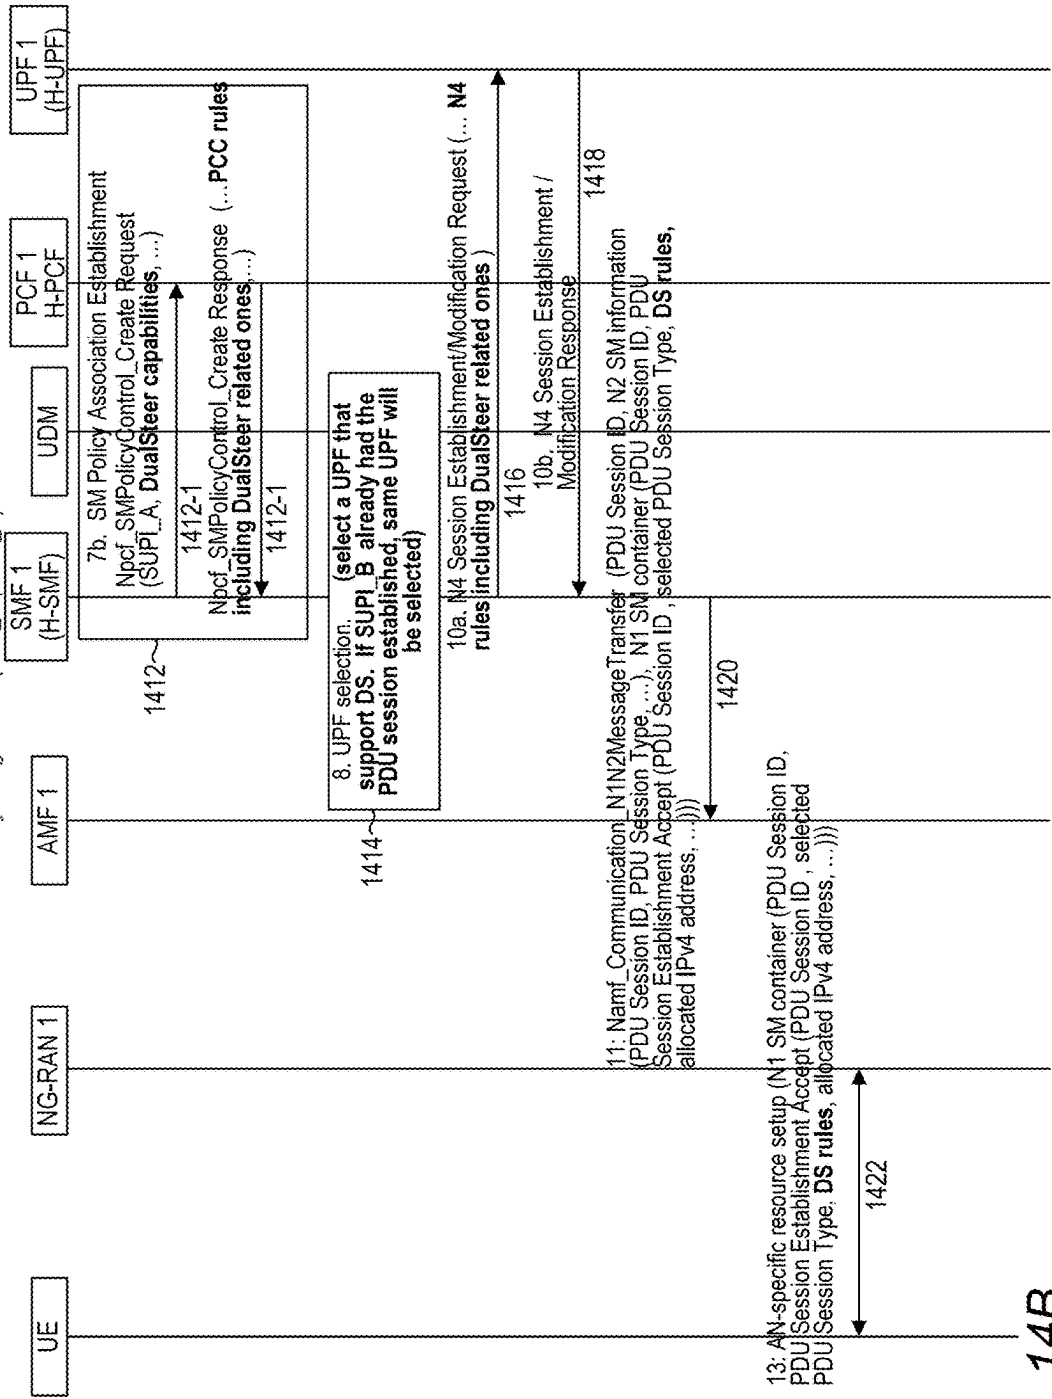 UE
NG-RAN 1
AMF 1
SMF 1
(H-SMF)
UDM
PCF 1
H-PCF
UPF 1
(H-UPF)
7b. SM Policy Association Establishment
Npcf_SMPolicyControl_Create Request
(SUPI_A, DualSteer capabilities, ...)
1412-1
Npcf_SMPolicyControl_Create Response (...PCC rules
including DualSteer related ones,...)
1412-1
1412
8. UPF selection. (select a UPF that
support DS. If SUPI_B already had the
PDU session established, same UPF will
be selected)
1414
10a. N4 Session Establishment/Modification Request (... N4
rules including DualSteer related ones )
1416
10b. N4 Session Establishment /
Modification Response
1418
11: Namf_Communication_N1N2MessageTransfer (PDU Session ID, N2 SM information
(PDU Session ID, PDU Session Type, ...), N1 SM container (PDU Session ID, PDU
Session Establishment Accept (PDU Session ID , selected PDU Session Type, DS rules,
allocated IPv4 address, ...)))
1420
13: AN-specific resource setup (N1 SM container (PDU Session ID,
PDU Session Establishment Accept (PDU Session ID , selected
PDU Session Type, DS rules, allocated IPv4 address, ...)))
1422
14B